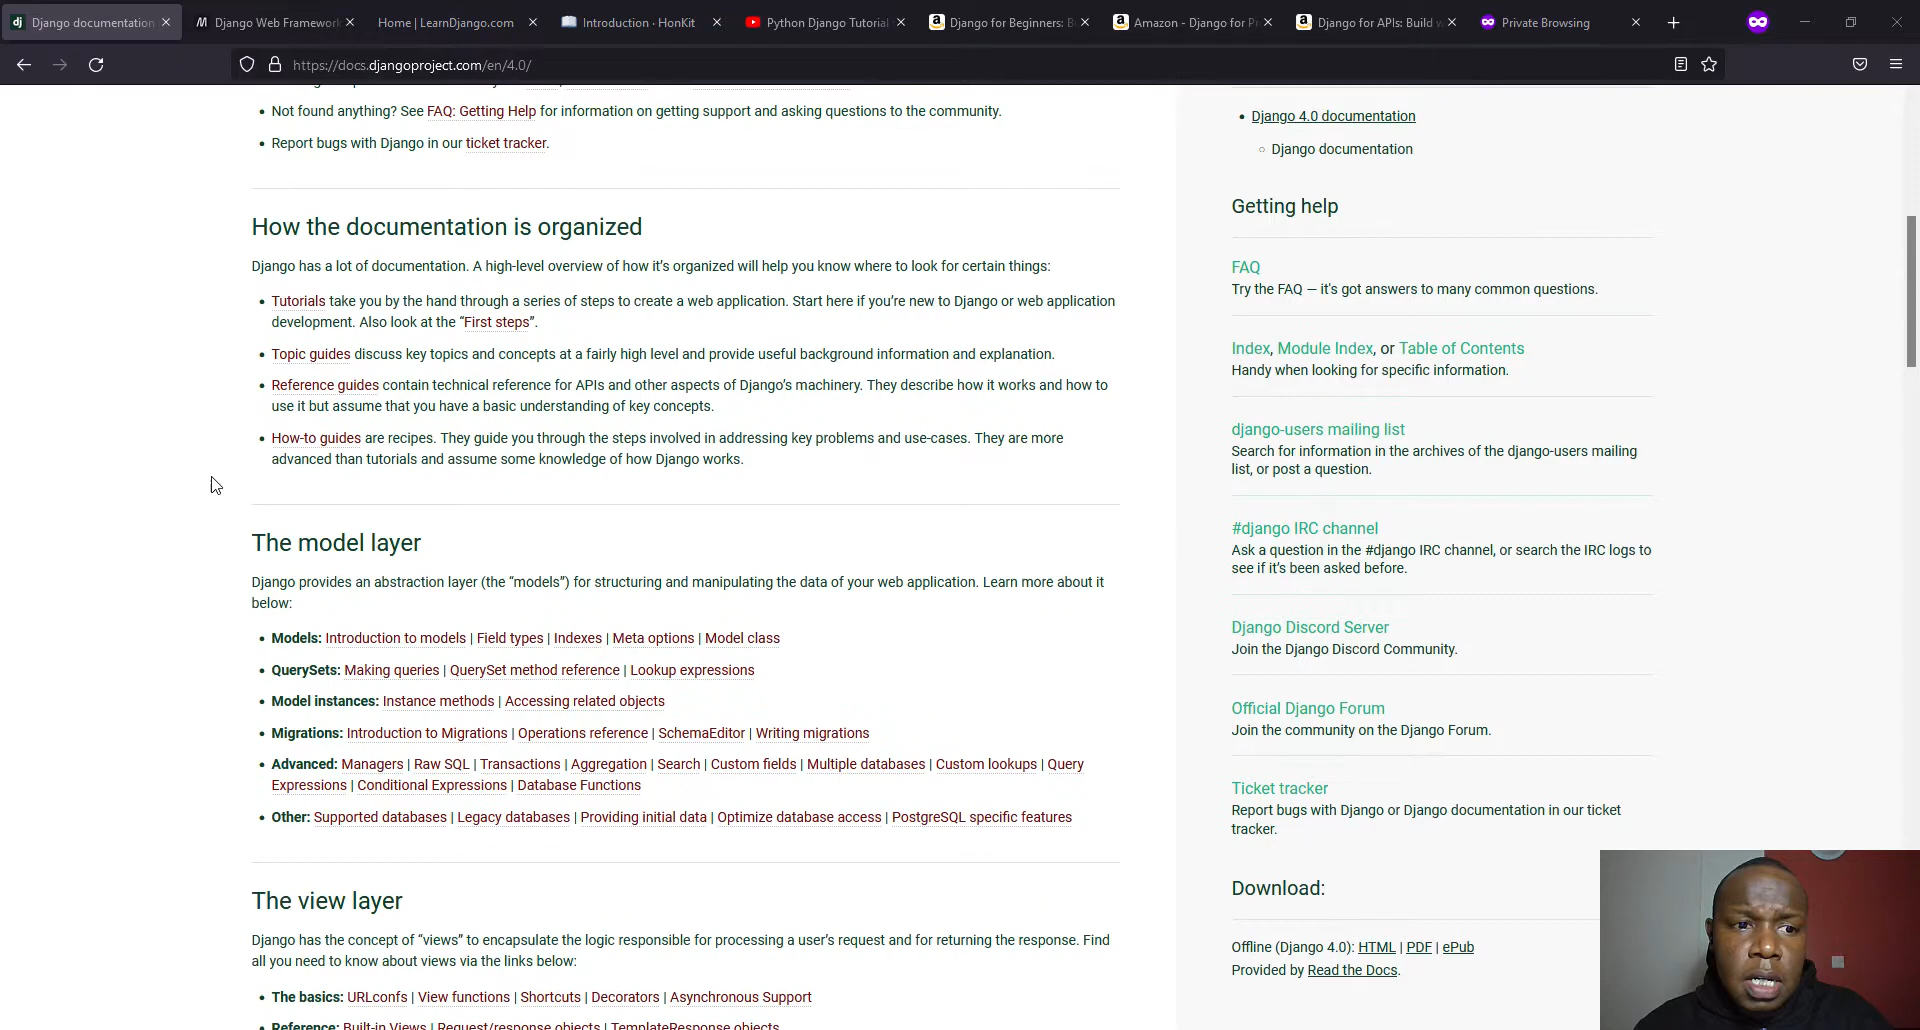 Django documentation
Django Web Framework
Home | LearnDjango.com
Introduction · HonKit
Python Django Tutorial
Django for Beginners: B
Amazon - Django for Pr
Django for APIs: Build w
Private Browsing
https://docs.djangoproject.com/en/4.0/
Not found anything? See FAQ: Getting Help for information on getting support and asking questions to the community.
Report bugs with Django in our ticket tracker.
How the documentation is organized
Django has a lot of documentation. A high-level overview of how it’s organized will help you know where to look for certain things:
Tutorials take you by the hand through a series of steps to create a web application. Start here if you’re new to Django or web application
development. Also look at the “First steps”.
Topic guides discuss key topics and concepts at a fairly high level and provide useful background information and explanation.
Reference guides contain technical reference for APIs and other aspects of Django’s machinery. They describe how it works and how to
use it but assume that you have a basic understanding of key concepts.
How-to guides are recipes. They guide you through the steps involved in addressing key problems and use-cases. They are more
advanced than tutorials and assume some knowledge of how Django works.
The model layer
Django provides an abstraction layer (the “models”) for structuring and manipulating the data of your web application. Learn more about it
below:
Models: Introduction to models | Field types | Indexes | Meta options | Model class
QuerySets: Making queries | QuerySet method reference | Lookup expressions
Model instances: Instance methods | Accessing related objects
Migrations: Introduction to Migrations | Operations reference | SchemaEditor | Writing migrations
Advanced: Managers | Raw SQL | Transactions | Aggregation | Search | Custom fields | Multiple databases | Custom lookups | Query
Expressions | Conditional Expressions | Database Functions
Other: Supported databases | Legacy databases | Providing initial data | Optimize database access | PostgreSQL specific features
The view layer
Django has the concept of “views” to encapsulate the logic responsible for processing a user’s request and for returning the response. Find
all you need to know about views via the links below:
The basics: URLconfs | View functions | Shortcuts | Decorators | Asynchronous Support
Reference: Built-in Views | Request/response objects | TemplateResponse objects
Django 4.0 documentation
Django documentation
Getting help
FAQ
Try the FAQ — it's got answers to many common questions.
Index, Module Index, or Table of Contents
Handy when looking for specific information.
django-users mailing list
Search for information in the archives of the django-users mailing
list, or post a question.
#django IRC channel
Ask a question in the #django IRC channel, or search the IRC logs to
see if it’s been asked before.
Django Discord Server
Join the Django Discord Community.
Official Django Forum
Join the community on the Django Forum.
Ticket tracker
Report bugs with Django or Django documentation in our ticket
tracker.
Download:
Offline (Django 4.0): HTML | PDF | ePub
Provided by Read the Docs.